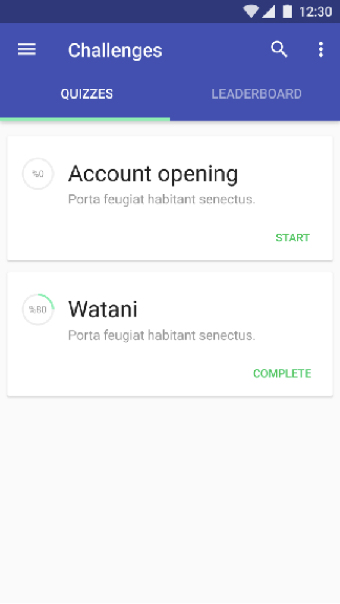 12:30
Challenges
QUIZZES LEADERBOARD
%0
Account opening
Porta feugiat habitant senectus.
START
%80
Watani
Porta feugiat habitant senectus.
COMPLETE